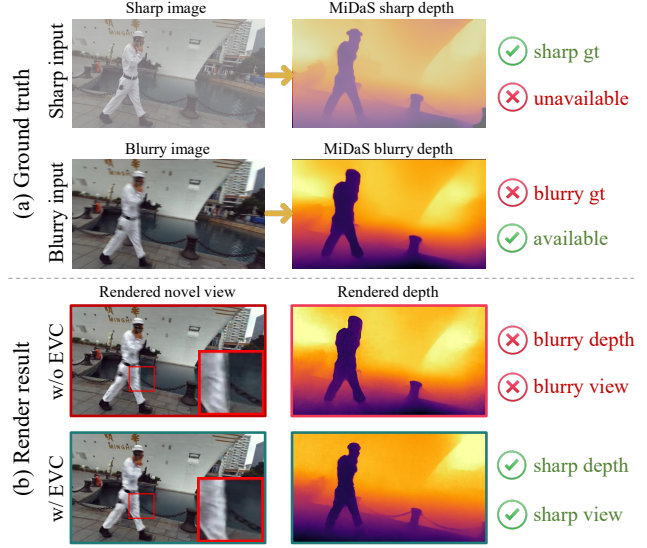 Sharp image
MiDaS sharp depth
(a) Ground truth
Sharp input
sharp gt
unavailable
Blurry image
MiDaS blurry depth
Blurry input
blurry gt
available
Rendered novel view
Rendered depth
(b) Render result
w/o EVC
blurry depth
blurry view
w/ EVC
sharp depth
sharp view